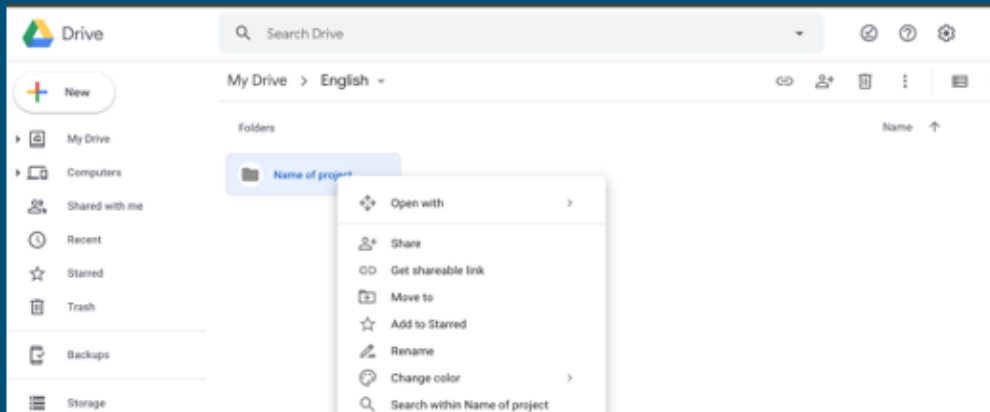 Drive
Search Drive
New
My Drive > English
Folders
Name ↑
My Drive
Computers
Shared with me
Recent
Starred
Trash
Backups
Storage
Name of project
Open with
Share
Get shareable link
Move to
Add to Starred
Rename
Change color
Search within Name of project